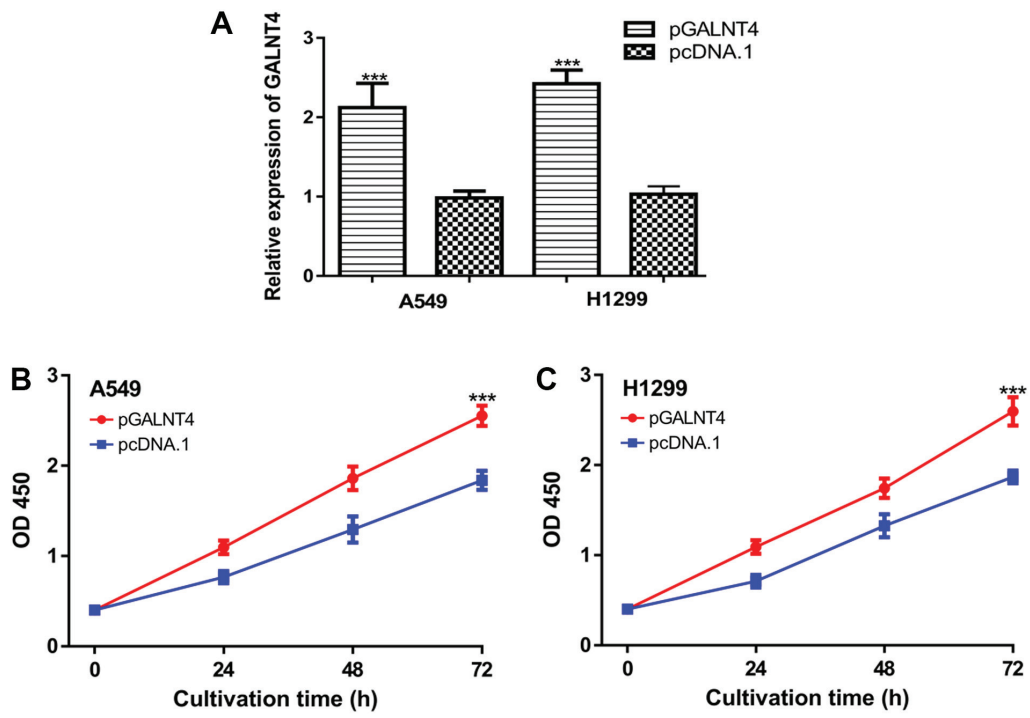 A
Relative expression of GALNT4
3
2
1
0
***
***
pGALNT4
pcDNA.1
A549
H1299
B
A549
pGALNT4
pcDNA.1
***
OD 450
3
2
1
0
0 24 48 72
Cultivation time (h)
C
H1299
pGALNT4
pcDNA.1
***
OD 450
3
2
1
0
0 24 48 72
Cultivation time (h)